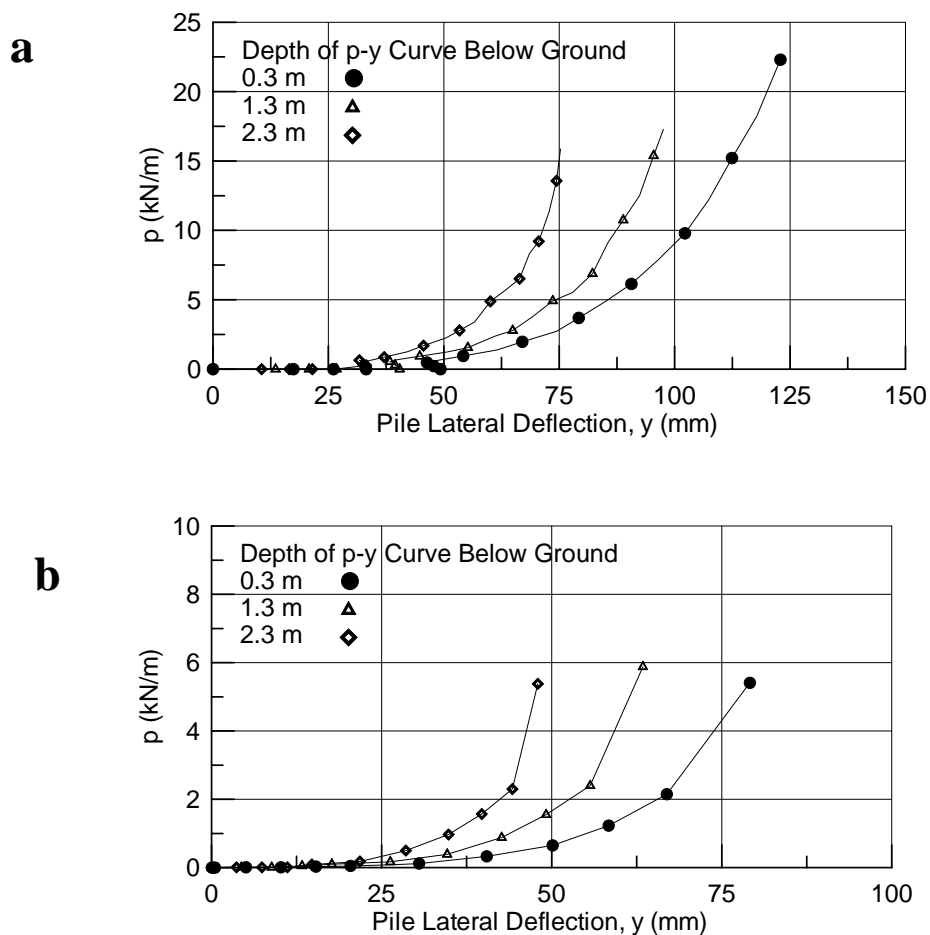 a
25
20
15
10
5
0
p (kN/m)
Depth of p-y Curve Below Ground
0.3 m
1.3 m
2.3 m
0 25 50 75 100 125 150
Pile Lateral Deflection, y (mm)
b
10
8
6
4
2
0
p (kN/m)
Depth of p-y Curve Below Ground
0.3 m
1.3 m
2.3 m
0 25 50 75 100
Pile Lateral Deflection, y (mm)